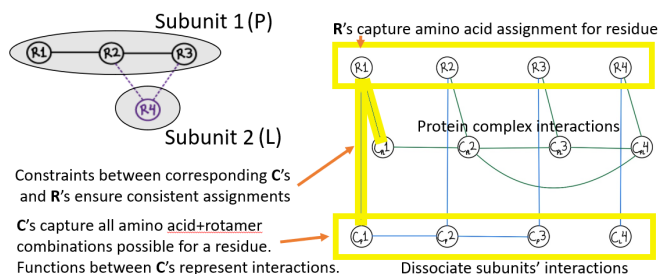 Subunit 1 (P)
R1 R2 R3
R4
Subunit 2 (L)
R's capture amino acid assignment for residue
R1 R2 R3 R4
Protein complex interactions
Constraints between corresponding C's
and R's ensure consistent assignments
C's capture all amino acid+rotamer
combinations possible for a residue.
Functions between C's represent interactions.
Dissociate subunits' interactions